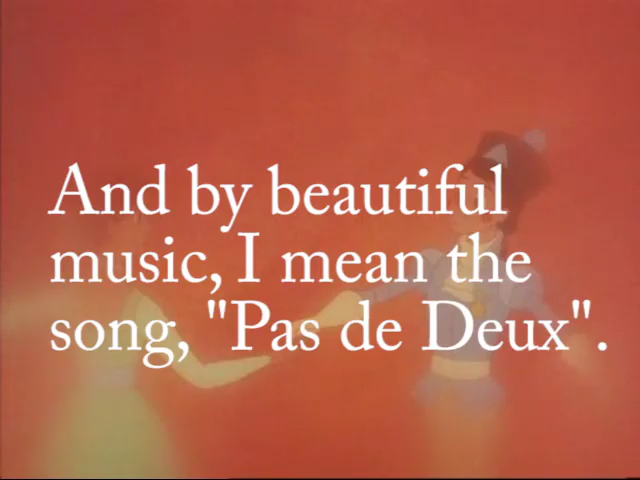 And by beautiful
music, I mean the
song, "Pas de Deux".